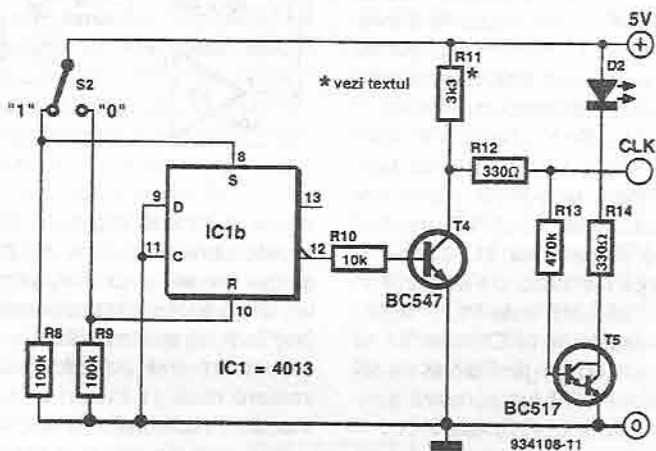 5V
+
D2
R11
3k3
*
* vezi textul
S2
"1"
"0"
8
S
9
D
13
IC1b
11
C
12
R
10
R10
10k
T4
BC547
R12
330Ω
CLK
R13
470k
R14
330Ω
T5
BC517
R8
100k
R9
100k
IC1 = 4013
0
934108-11